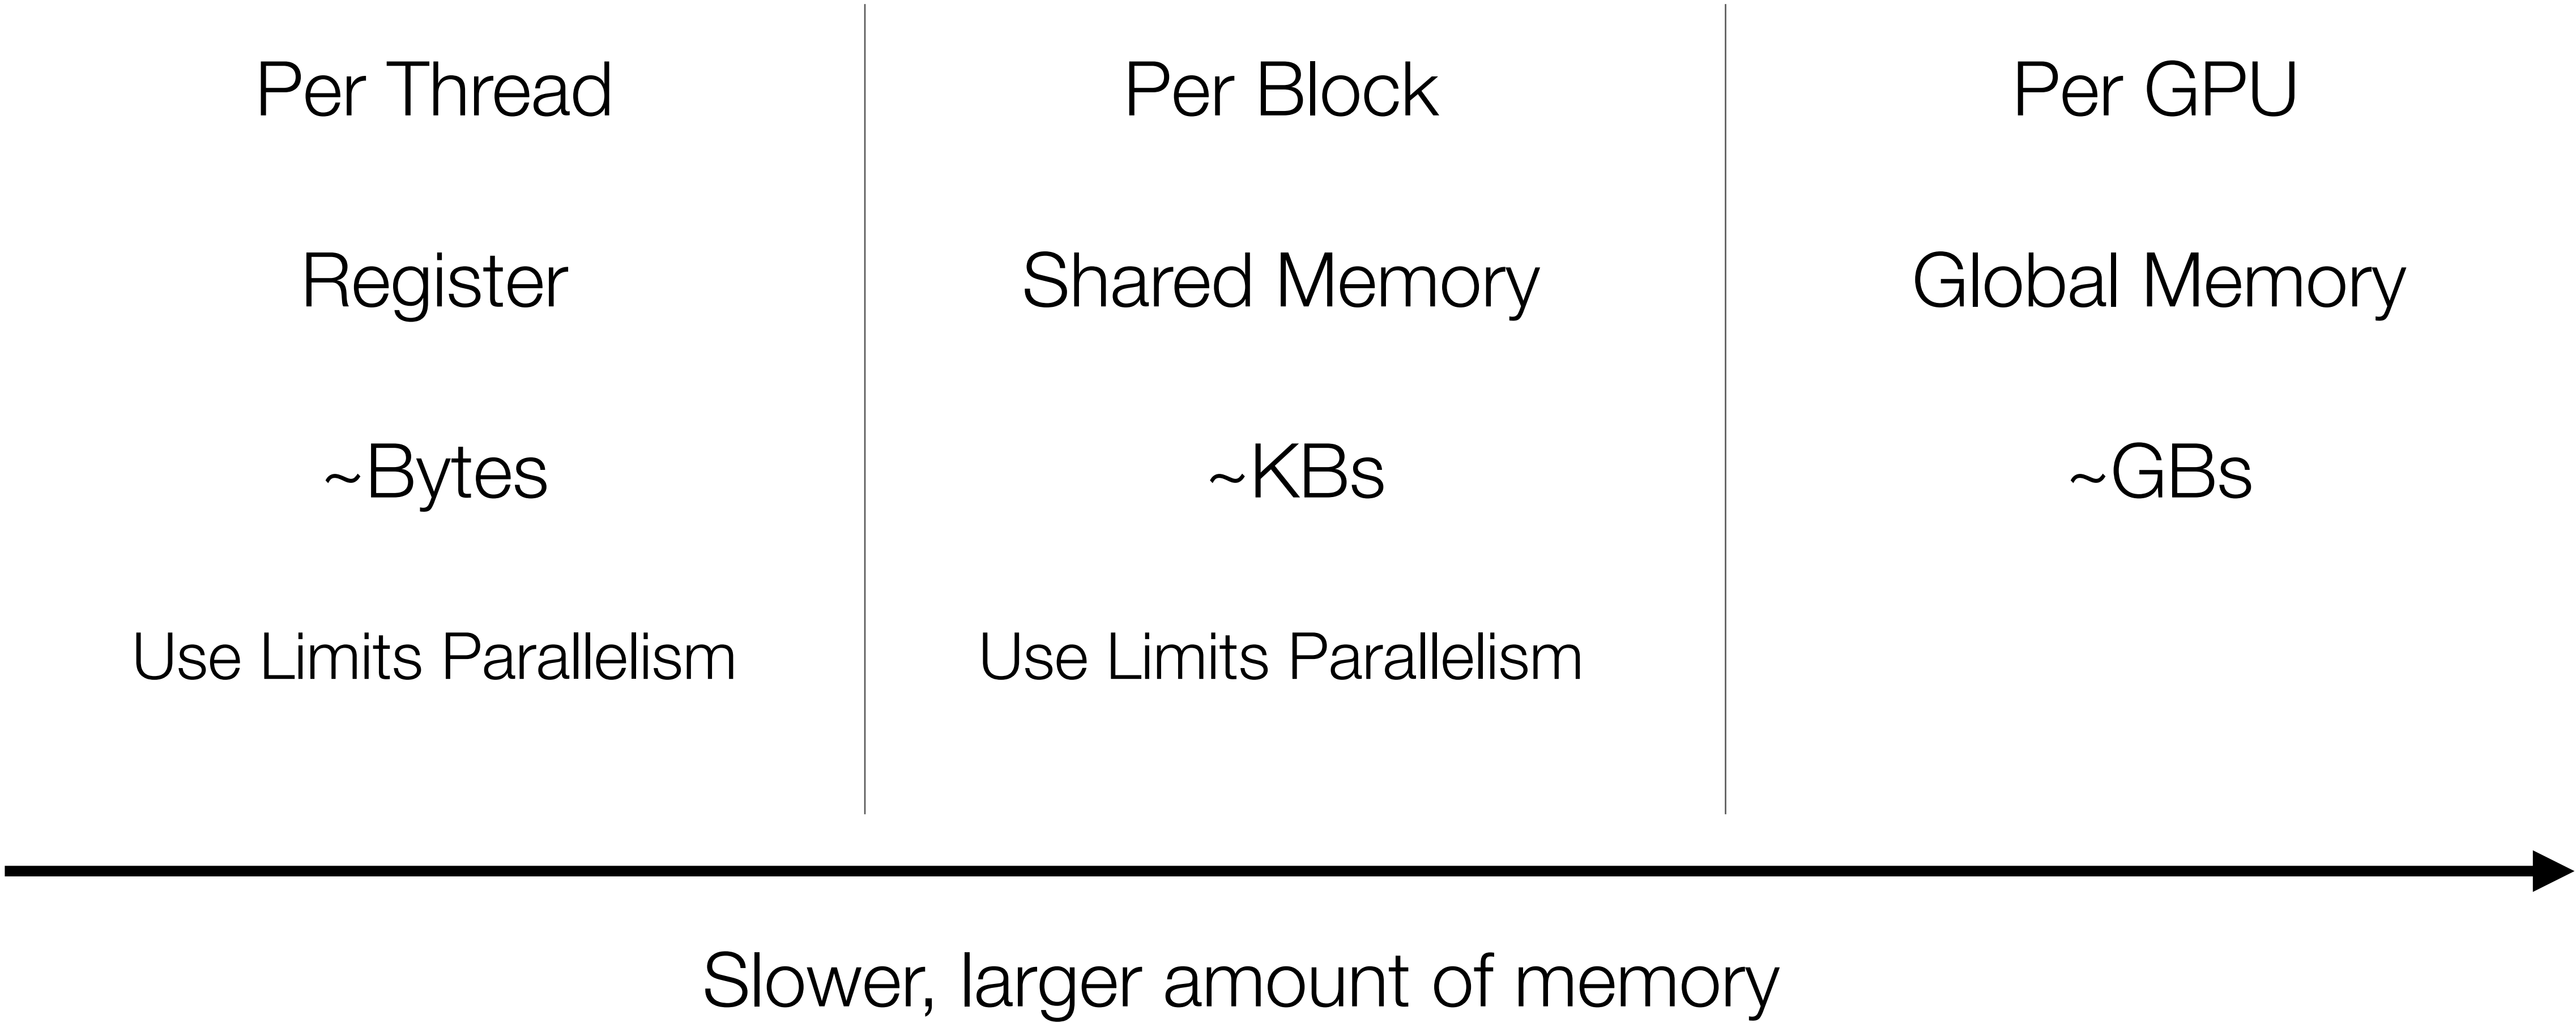 Per Thread
Register
~Bytes
Use Limits Parallelism
Per Block
Shared Memory
~KBs
Use Limits Parallelism
Per GPU
Global Memory
~GBs
Slower, larger amount of memory